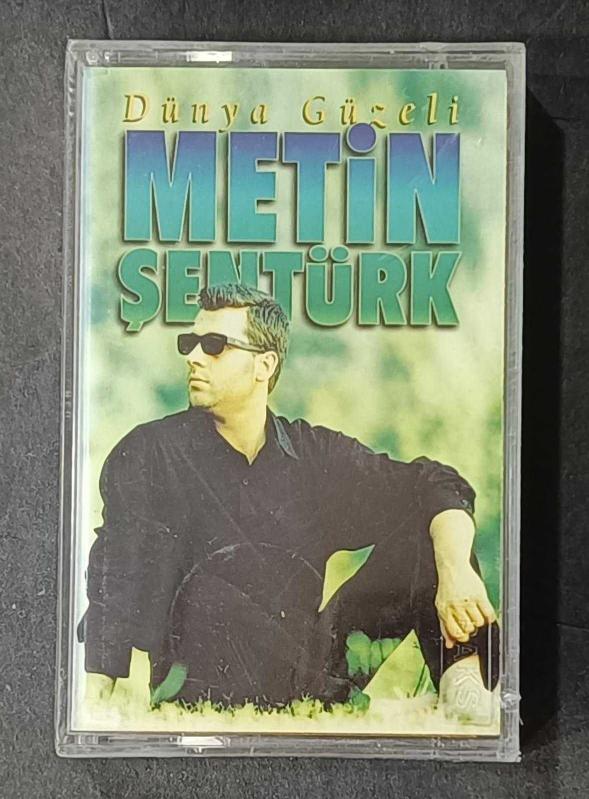 Dünya Güzeli
METİN
ŞENTÜRK